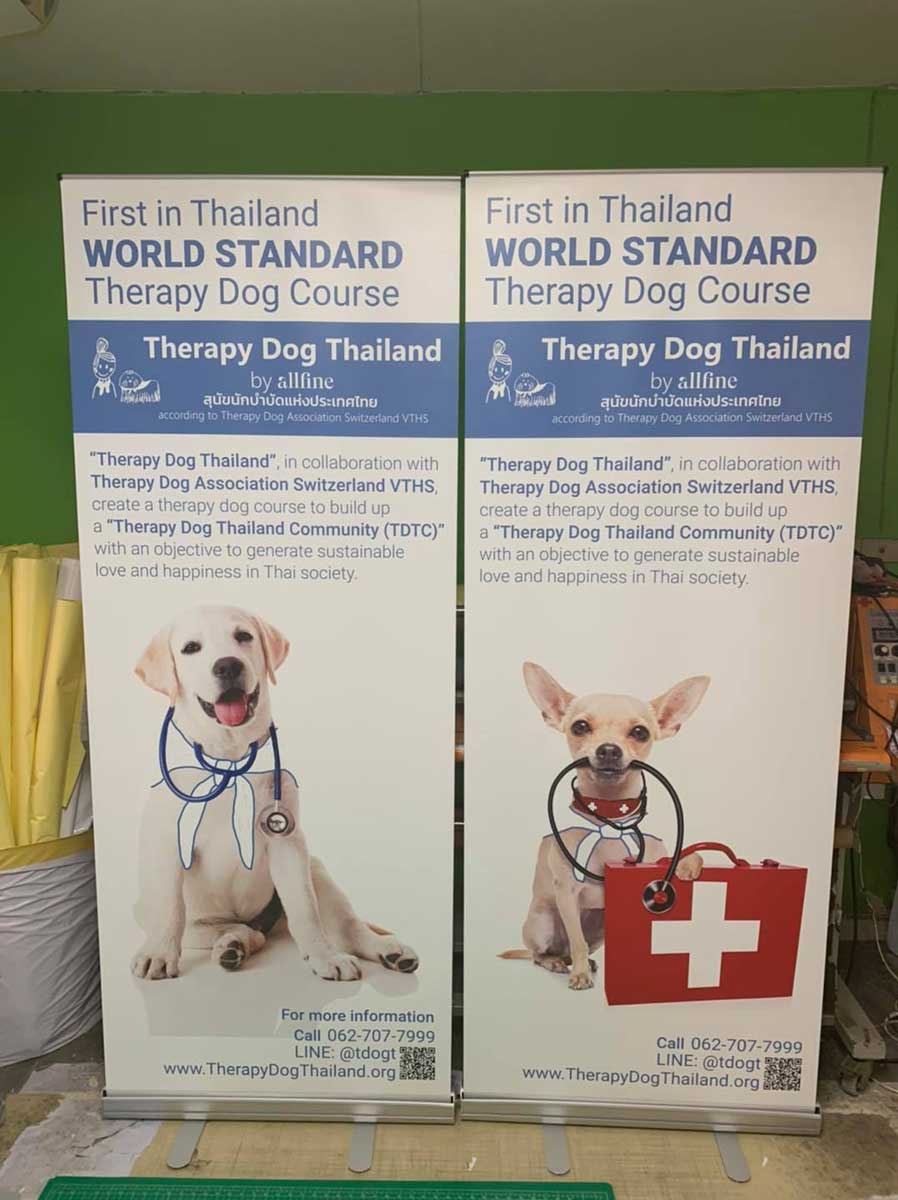 First in Thailand
WORLD STANDARD
Therapy Dog Course
Therapy Dog Thailand
by allfine
สุนัขนักบำบัดแห่งประเทศไทย
according to Therapy Dog Association Switzerland VTHS
“Therapy Dog Thailand”, in collaboration with
Therapy Dog Association Switzerland VTHS,
create a therapy dog course to build up
a “Therapy Dog Thailand Community (TDTC)”
with an objective to generate sustainable
love and happiness in Thai society.
For more information
Call 062-707-7999
LINE: @tdogt
www.TherapyDogThailand.org
First in Thailand
WORLD STANDARD
Therapy Dog Course
Therapy Dog Thailand
by allfine
สุนัขนักบำบัดแห่งประเทศไทย
according to Therapy Dog Association Switzerland VTHS
“Therapy Dog Thailand”, in collaboration with
Therapy Dog Association Switzerland VTHS,
create a therapy dog course to build up
a “Therapy Dog Thailand Community (TDTC)”
with an objective to generate sustainable
love and happiness in Thai society.
Call 062-707-7999
LINE: @tdogt
www.TherapyDogThailand.org